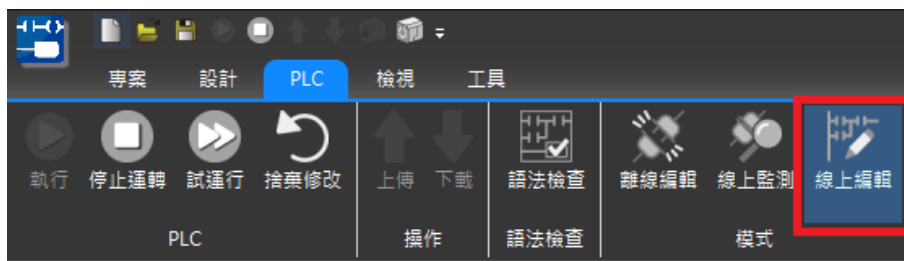 專案 設計 PLC 檢視 工具
執行 停止運轉 試運行 捨棄修改 上傳 下載 語法檢查 離線編輯 線上監測 線上編輯
PLC 操作 語法檢查 模式